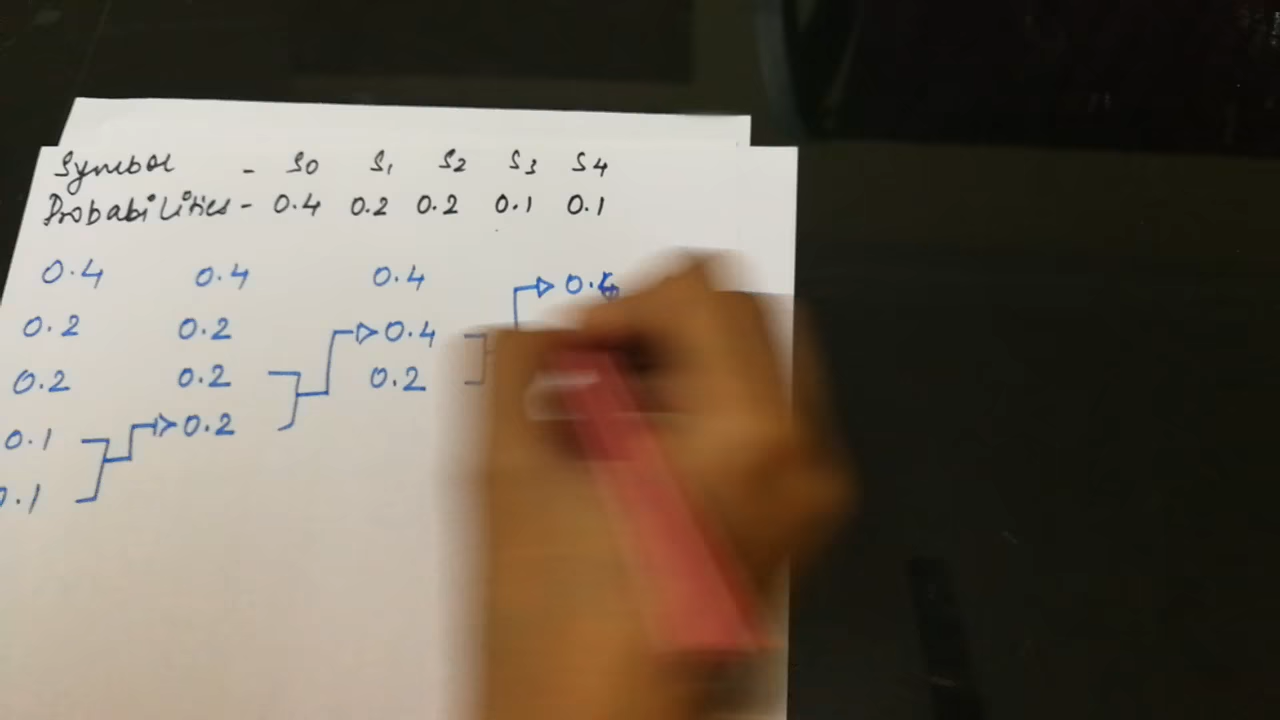 Symbol - S0 S1 S2 S3 S4
Probabilities - 0.4 0.2 0.2 0.1 0.1
0.4 0.4 0.4
0.2 0.2 0.4
0.2 0.2 0.2
0.1 0.2
0.1